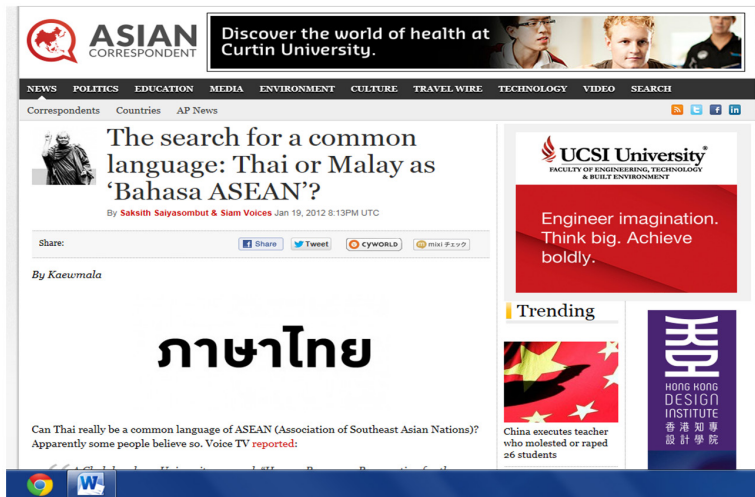 ASIAN
CORRESPONDENT
Discover the world of health at
Curtin University.
NEWS POLITICS EDUCATION MEDIA ENVIRONMENT CULTURE TRAVEL WIRE TECHNOLOGY VIDEO SEARCH
Correspondents Countries AP News
The search for a common
language: Thai or Malay as
‘Bahasa ASEAN’?
By Saksith Saiyasombut & Siam Voices Jan 19, 2012 8:13PM UTC
Share:
Share
Tweet
CYWORLD
mixi チェック
By Kaewmala
ภาษาไทย
Can Thai really be a common language of ASEAN (Association of Southeast Asian Nations)?
Apparently some people believe so. Voice TV reported:
UCSI University
FACULTY OF ENGINEERING, TECHNOLOGY
& BUILT ENVIRONMENT
Engineer imagination.
Think big. Achieve
boldly.
Trending
China executes teacher
who molested or raped
26 students
HONG KONG
DESIGN
INSTITUTE
香港知專
設計學院